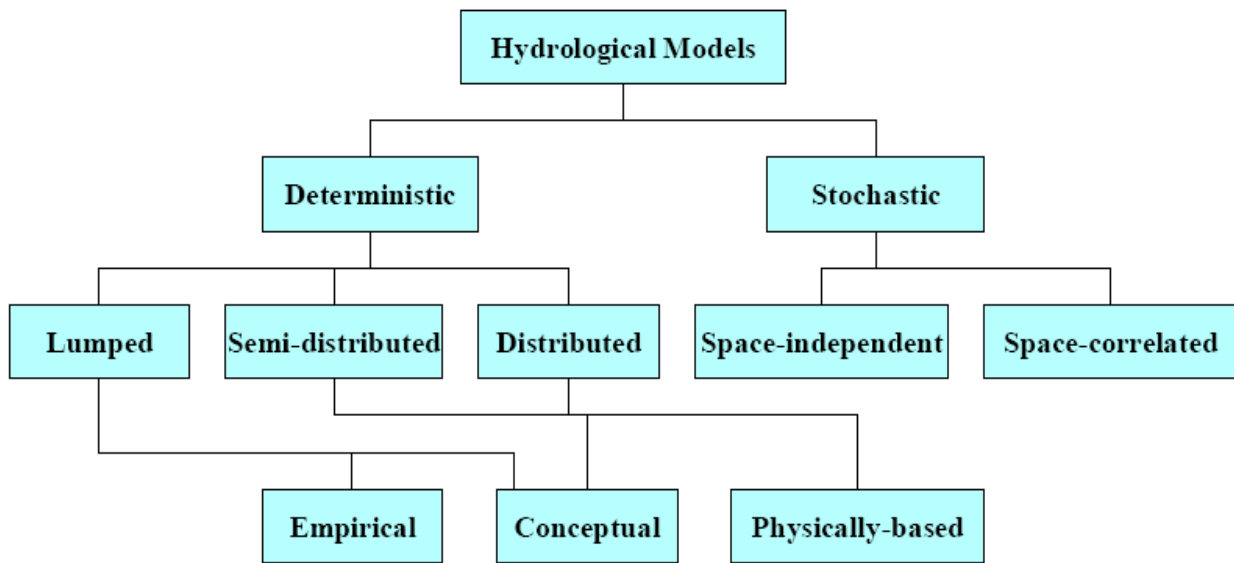 Hydrological Models
Deterministic
Stochastic
Lumped
Semi-distributed
Distributed
Space-independent
Space-correlated
Empirical
Conceptual
Physically-based